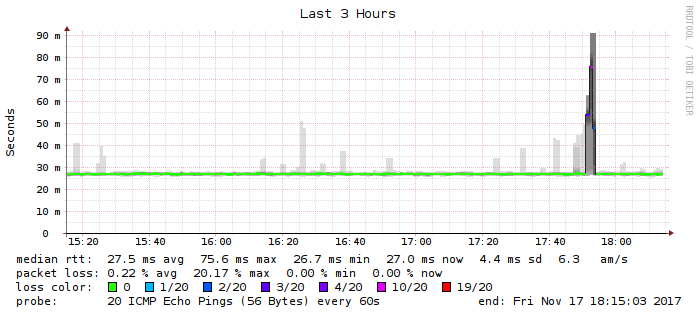 Last 3 Hours
RRDTOOL / TOBI OETIKER
Seconds
90 m
80 m
70 m
60 m
50 m
40 m
30 m
20 m
10 m
0
15:20 15:40 16:00 16:20 16:40 17:00 17:20 17:40 18:00
median rtt: 27.5 ms avg 75.6 ms max 26.7 ms min 27.0 ms now 4.4 ms sd 6.3 am/s
packet loss: 0.22 % avg 20.17 % max 0.00 % min 0.00 % now
loss color: 0 1/20 2/20 3/20 4/20 10/20 19/20
probe: 20 ICMP Echo Pings (56 Bytes) every 60s end: Fri Nov 17 18:15:03 2017